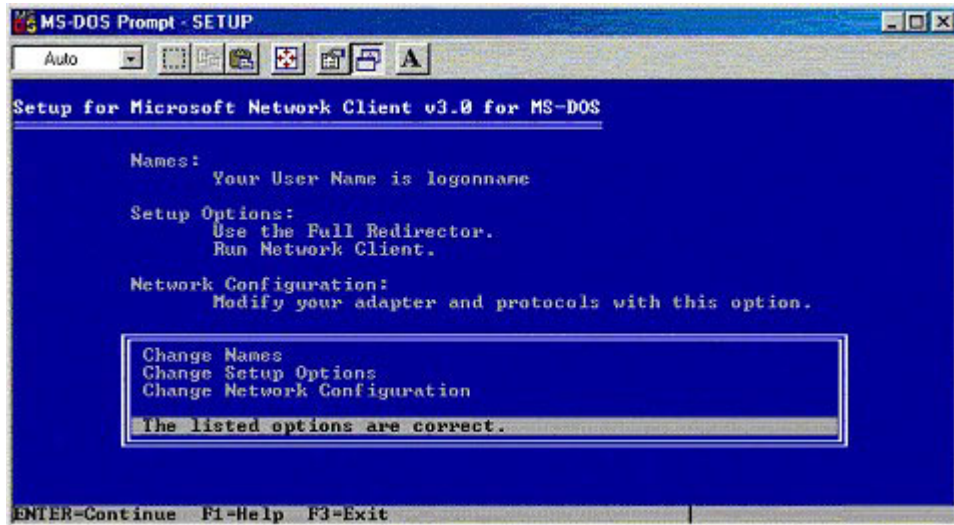 MS-DOS Prompt - SETUP
Auto
A
Setup for Microsoft Network Client v3.0 for MS-DOS
Names:
Your User Name is logonname
Setup Options:
Use the Full Redirector.
Run Network Client.
Network Configuration:
Modify your adapter and protocols with this option.
Change Names
Change Setup Options
Change Network Configuration
The listed options are correct.
ENTER=Continue F1=Help F3=Exit